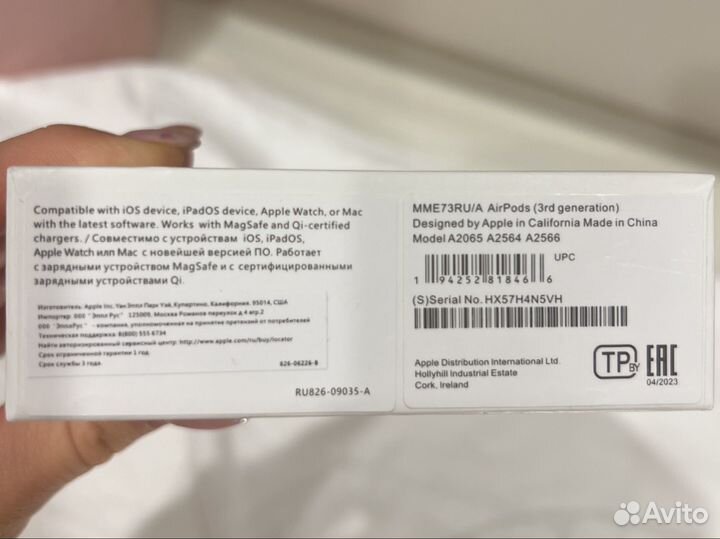 Compatible with iOS device, iPadOS device, Apple Watch, or Mac
with the latest software. Works with MagSafe and Qi-certified
chargers. / Совместимо с устройствам iOS, iPadOS,
Apple Watch или Mac с новейшей версией ПО. Работает
с зарядными устройством MagSafe и с сертифицированными
зарядными устройствами Qi.
Изготовитель: Apple Inc, Уан Эппл Парк Уэй, Купертино, Калифорния, 95014, США
Импортер: ООО "Эппл Рус" 125009, Москва Романов переулок д 4 стр.2
ООО "Эпл Рус" - компания, уполномоченная на принятие претензий от потребителей
Техническая поддержка: 8(800) 555 6734
Найти авторизированный сервисный центр: http://www.apple.com/ru/buy/locator
Срок ограниченной гарантии 1 год.
Срок службы 3 года. 826-06226-B
RU826-09035-A
MME73RU/A AirPods (3rd generation)
Designed by Apple in California Made in China
Model A2065 A2564 A2566
UPC
1 94252 81846 6
(S)Serial No. HX57H4N5VH
Apple Distribution International Ltd.
Hollyhill Industrial Estate
Cork, Ireland
TP BY EAC
04/2023
Avito